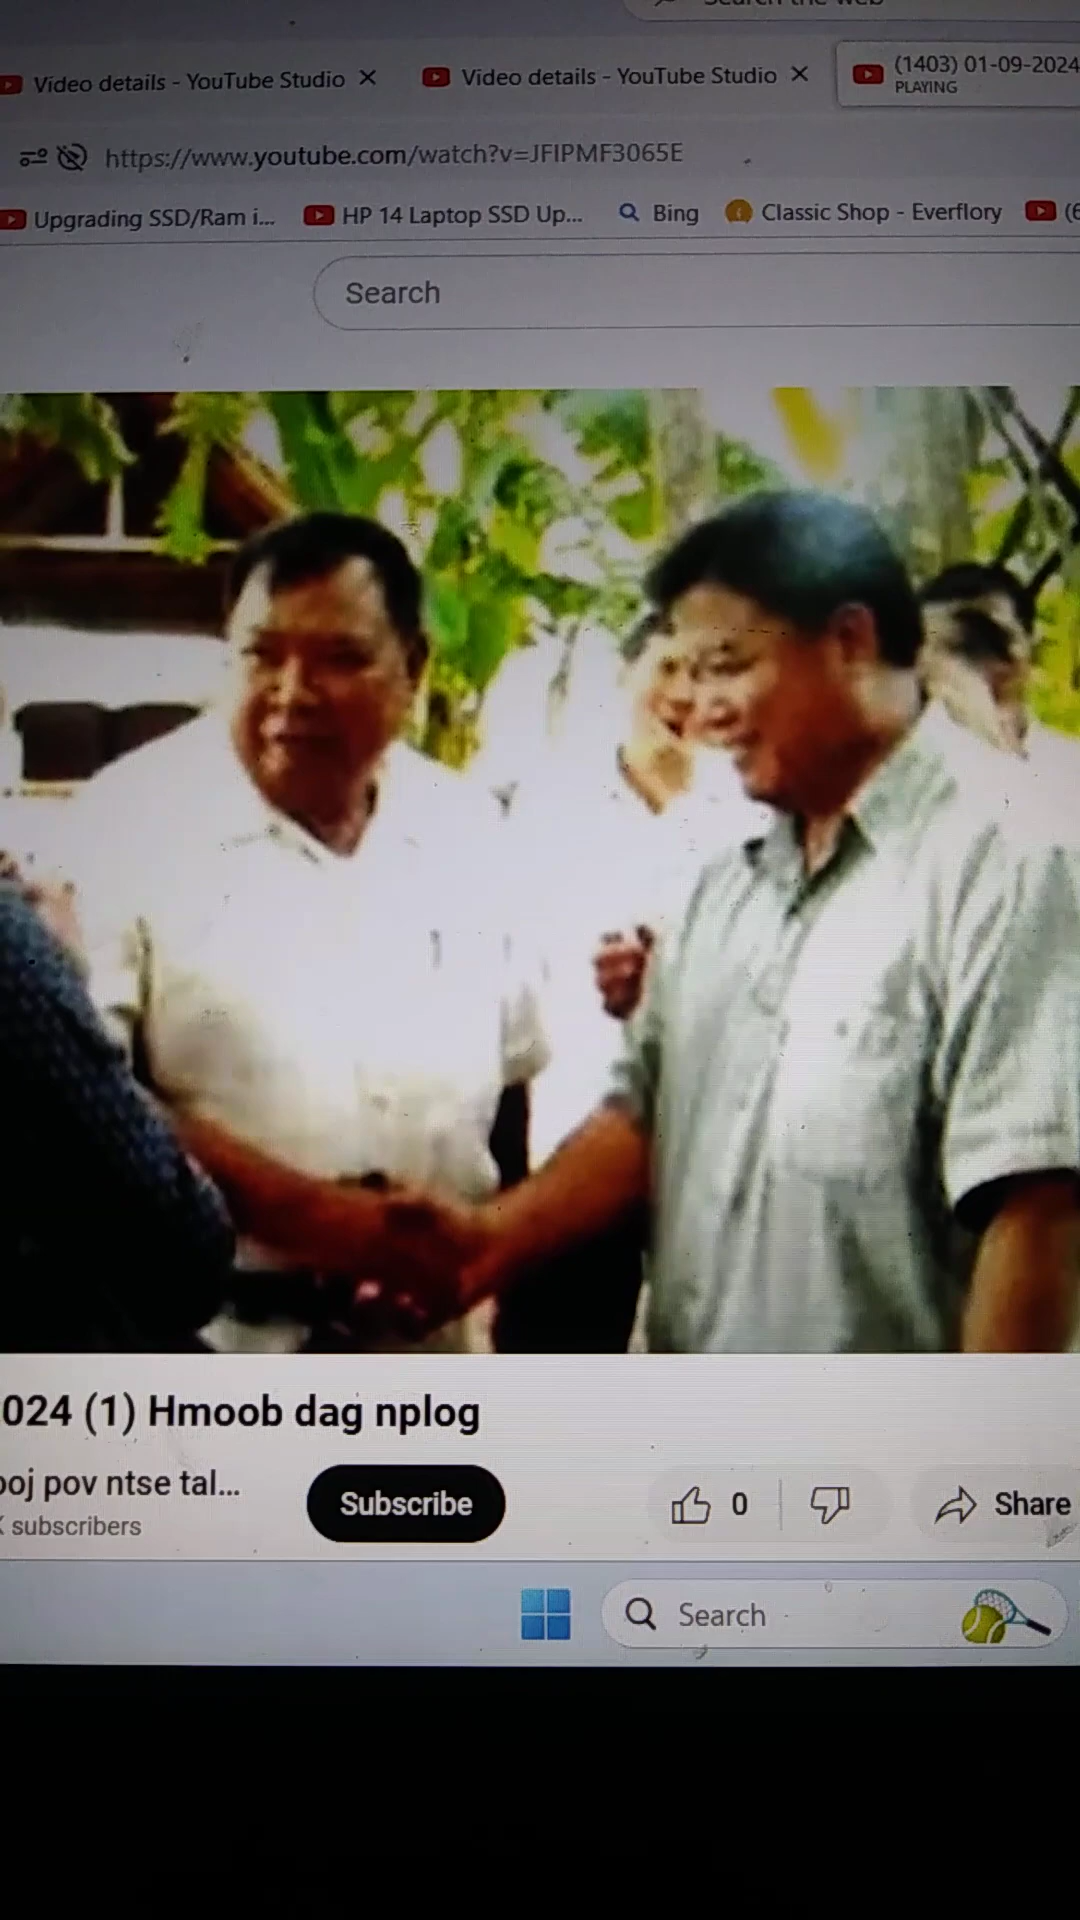 Video details - YouTube Studio
Video details - YouTube Studio
(1403) 01-09-2024
PLAYING
https://www.youtube.com/watch?v=JFIPMF3065E
Upgrading SSD/Ram i...
HP 14 Laptop SSD Up...
Bing
Classic Shop - Everflory
Search
024 (1) Hmoob dag nplog
oj pov ntse tal...
subscribers
Subscribe
0
Share
Search